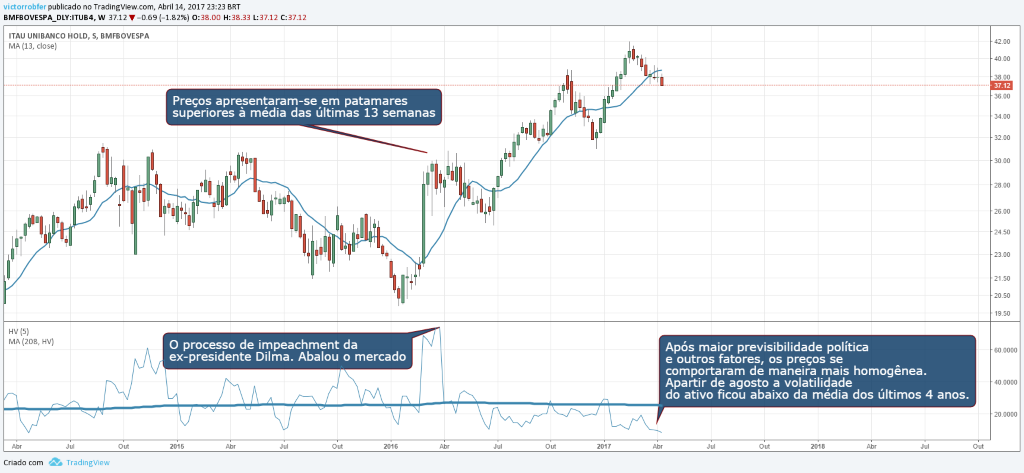 victorrobfer publicado no TradingView.com, Abril 14, 2017 23:23 BRT
BMFBOVESPA_DLY:ITUB4, W 37.12 ▼ −0.69 (−1.82%) O:38.00 H:38.33 L:37.12 C:37.12
ITAU UNIBANCO HOLD, S, BMFBOVESPA
MA (13, close)
Preços apresentaram-se em patamares
superiores à média das últimas 13 semanas
42.00
40.00
38.00
37.12
36.00
34.00
32.00
30.00
28.00
26.00
24.50
23.00
21.50
20.50
19.50
HV (5)
MA (208, HV)
O processo de impeachment da
ex-presidente Dilma. Abalou o mercado
Após maior previsibilidade política
e outros fatores, os preços se
comportaram de maneira mais homogênea.
Apartir de agosto a volatilidade
do ativo ficou abaixo da média dos últimos 4 anos.
60.0000
40.0000
20.0000
Abr Jul Out 2015 Abr Jul Out 2016 Abr Jul Out 2017 Abr Jul Out 2018 Abr Jul Out
Criado com TradingView